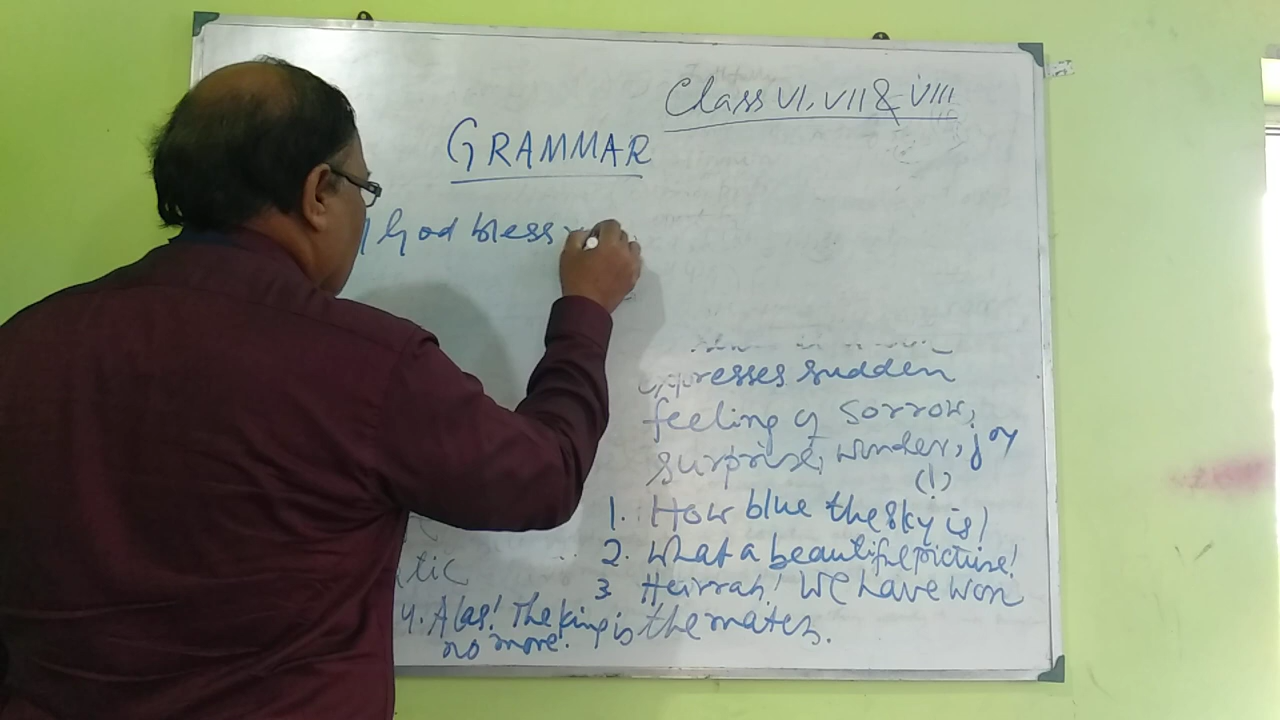 Class VI, VII & VIII
GRAMMAR
God bless
expresses sudden
feeling of sorrow,
surprise, wonder, joy
(!)
1. How blue the sky is!
2. What a beautiful picture!
3 Hurrah! We have won
the match.
4. Alas! The king is
no more.